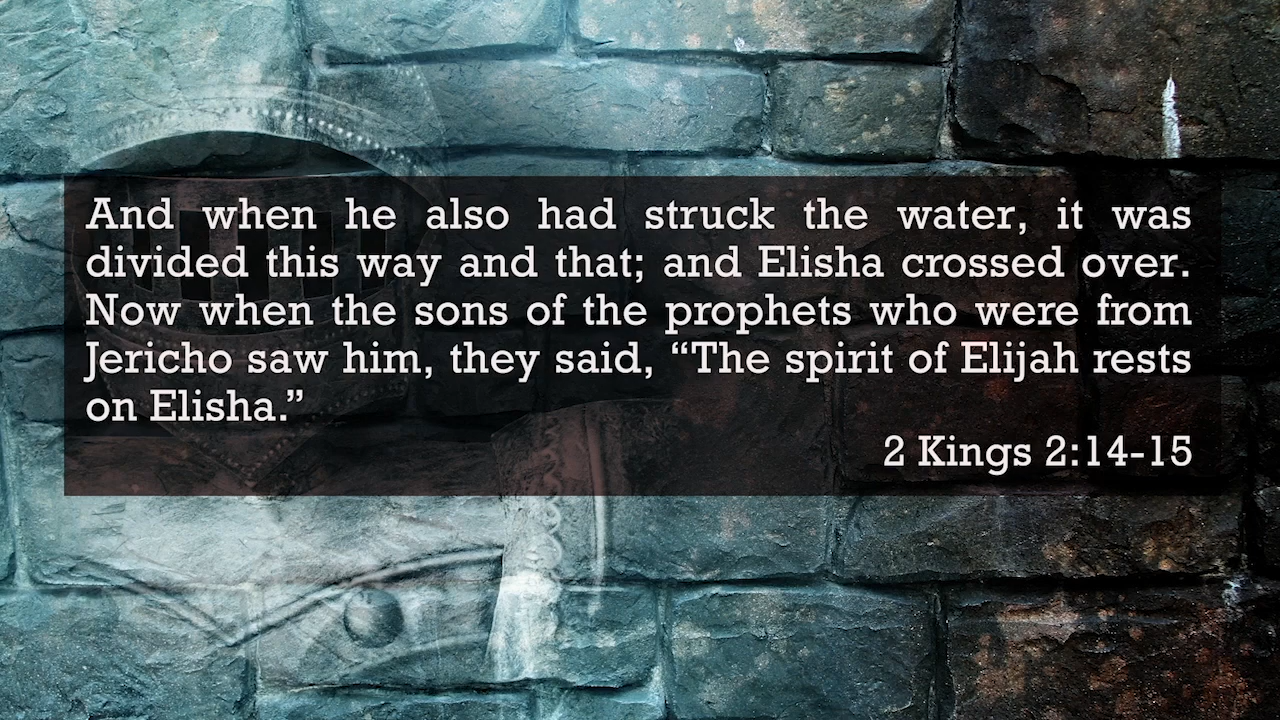 And when he also had struck the water, it was
divided this way and that; and Elisha crossed over.
Now when the sons of the prophets who were from
Jericho saw him, they said, “The spirit of Elijah rests
on Elisha.”
2 Kings 2:14-15